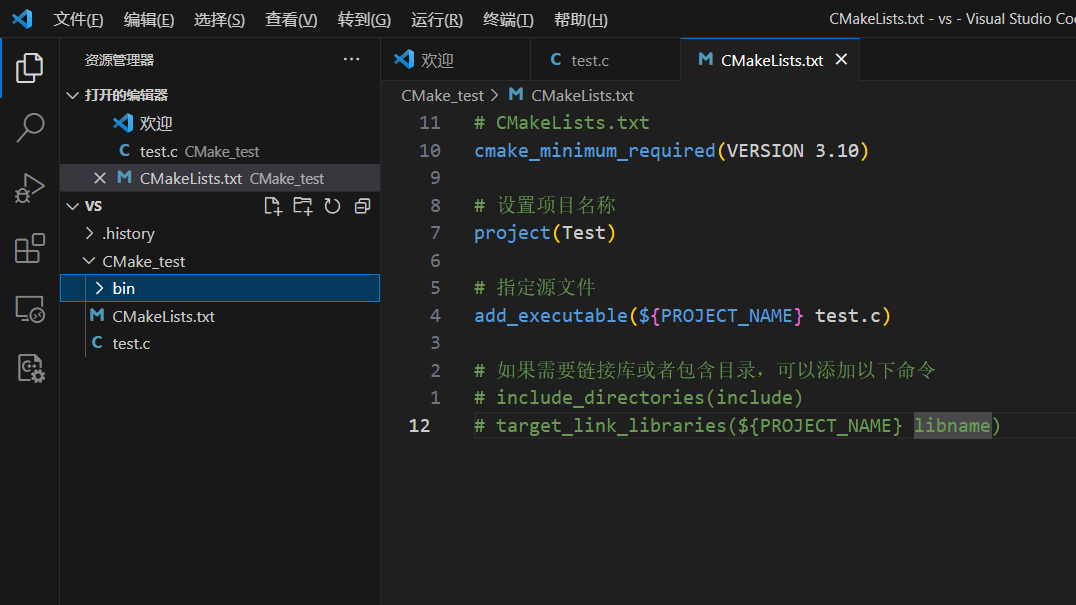 文件(F) 编辑(E) 选择(S) 查看(V) 转到(G) 运行(R) 终端(T) 帮助(H) CMakeLists.txt - vs - Visual Studio Co
资源管理器 ···
打开的编辑器
欢迎
C test.c CMake_test
M CMakeLists.txt CMake_test
VS
.history
CMake_test
bin
M CMakeLists.txt
C test.c
欢迎 C test.c M CMakeLists.txt
CMake_test > M CMakeLists.txt
11 # CMakeLists.txt
10 cmake_minimum_required(VERSION 3.10)
9
8 # 设置项目名称
7 project(Test)
6
5 # 指定源文件
4 add_executable(${PROJECT_NAME} test.c)
3
2 # 如果需要链接库或者包含目录，可以添加以下命令
1 # include_directories(include)
12 # target_link_libraries(${PROJECT_NAME} libname)